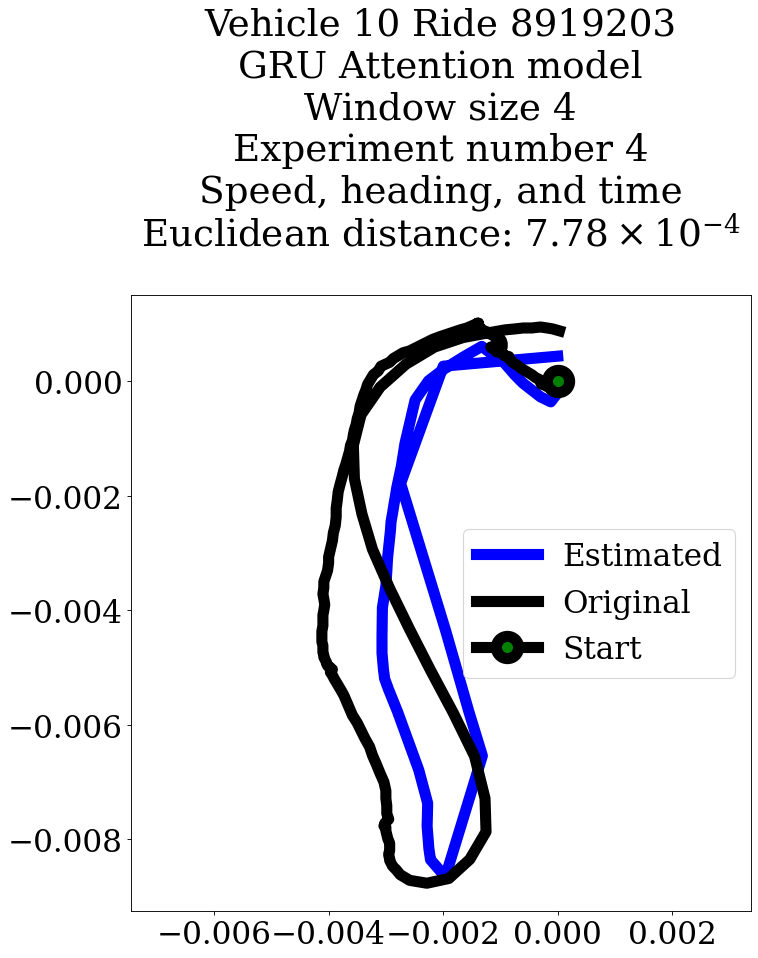 Vehicle 10 Ride 8919203
GRU Attention model
Window size 4
Experiment number 4
Speed, heading, and time
Euclidean distance: 7.78 × 10⁻⁴
0.000
−0.002
−0.004
−0.006
−0.008
Estimated
Original
Start
−0.006 −0.004 −0.002 0.000 0.002